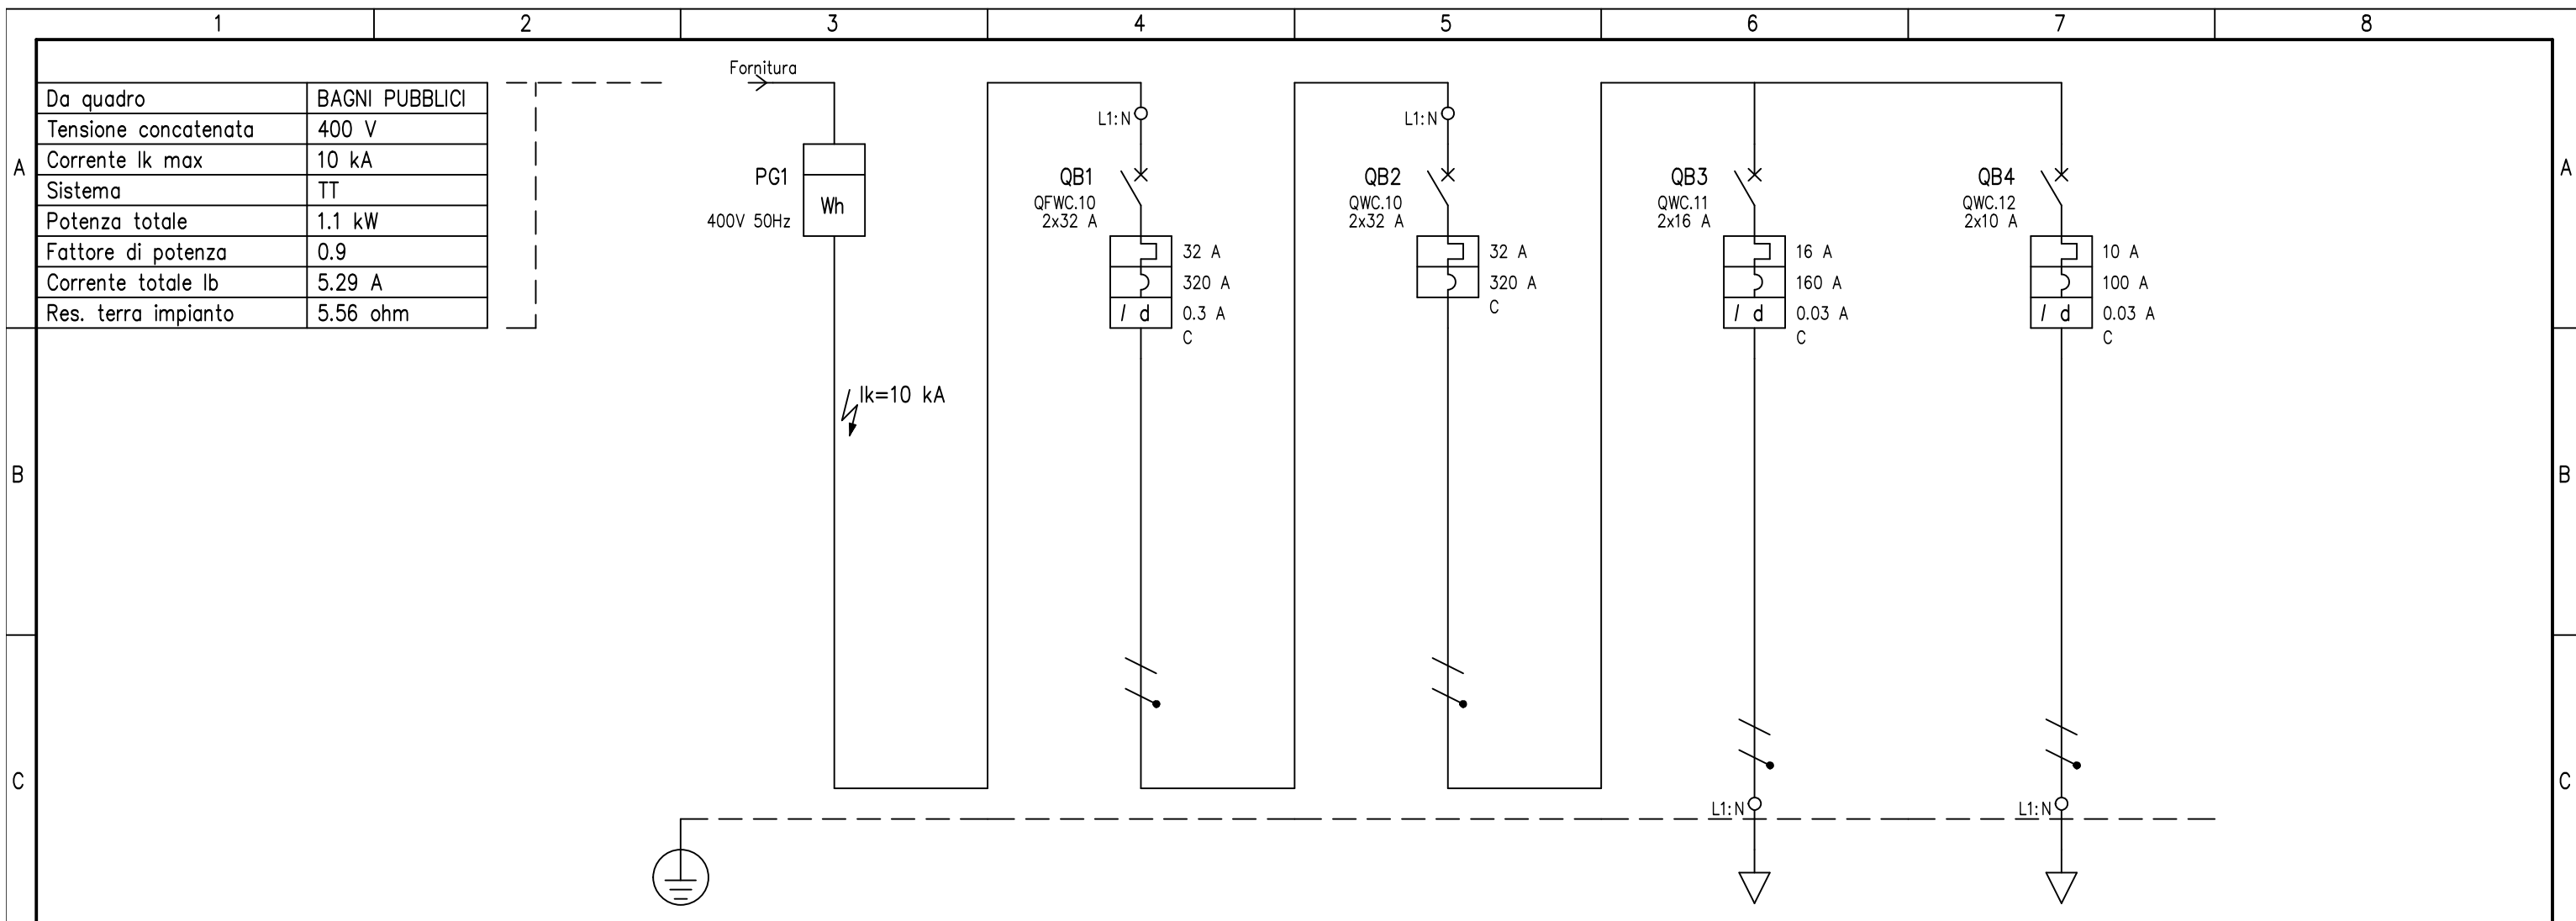 1 2 3 4 5 6 7 8
Fornitura
Da quadro BAGNI PUBBLICI
Tensione concatenata 400 V
Corrente Ik max 10 kA
Sistema TT
Potenza totale 1.1 kW
Fattore di potenza 0.9
Corrente totale Ib 5.29 A
Res. terra impianto 5.56 ohm
A
B
C
PG1
400V 50Hz
Wh
Ik=10 kA
L1:N
QB1
QFWC.10
2x32 A
32 A
320 A
I d 0.3 A
C
L1:N
QB2
QWC.10
2x32 A
32 A
320 A
C
QB3
QWC.11
2x16 A
16 A
160 A
I d 0.03 A
C
L1:N
QB4
QWC.12
2x10 A
10 A
100 A
I d 0.03 A
C
L1:N
A
B
C